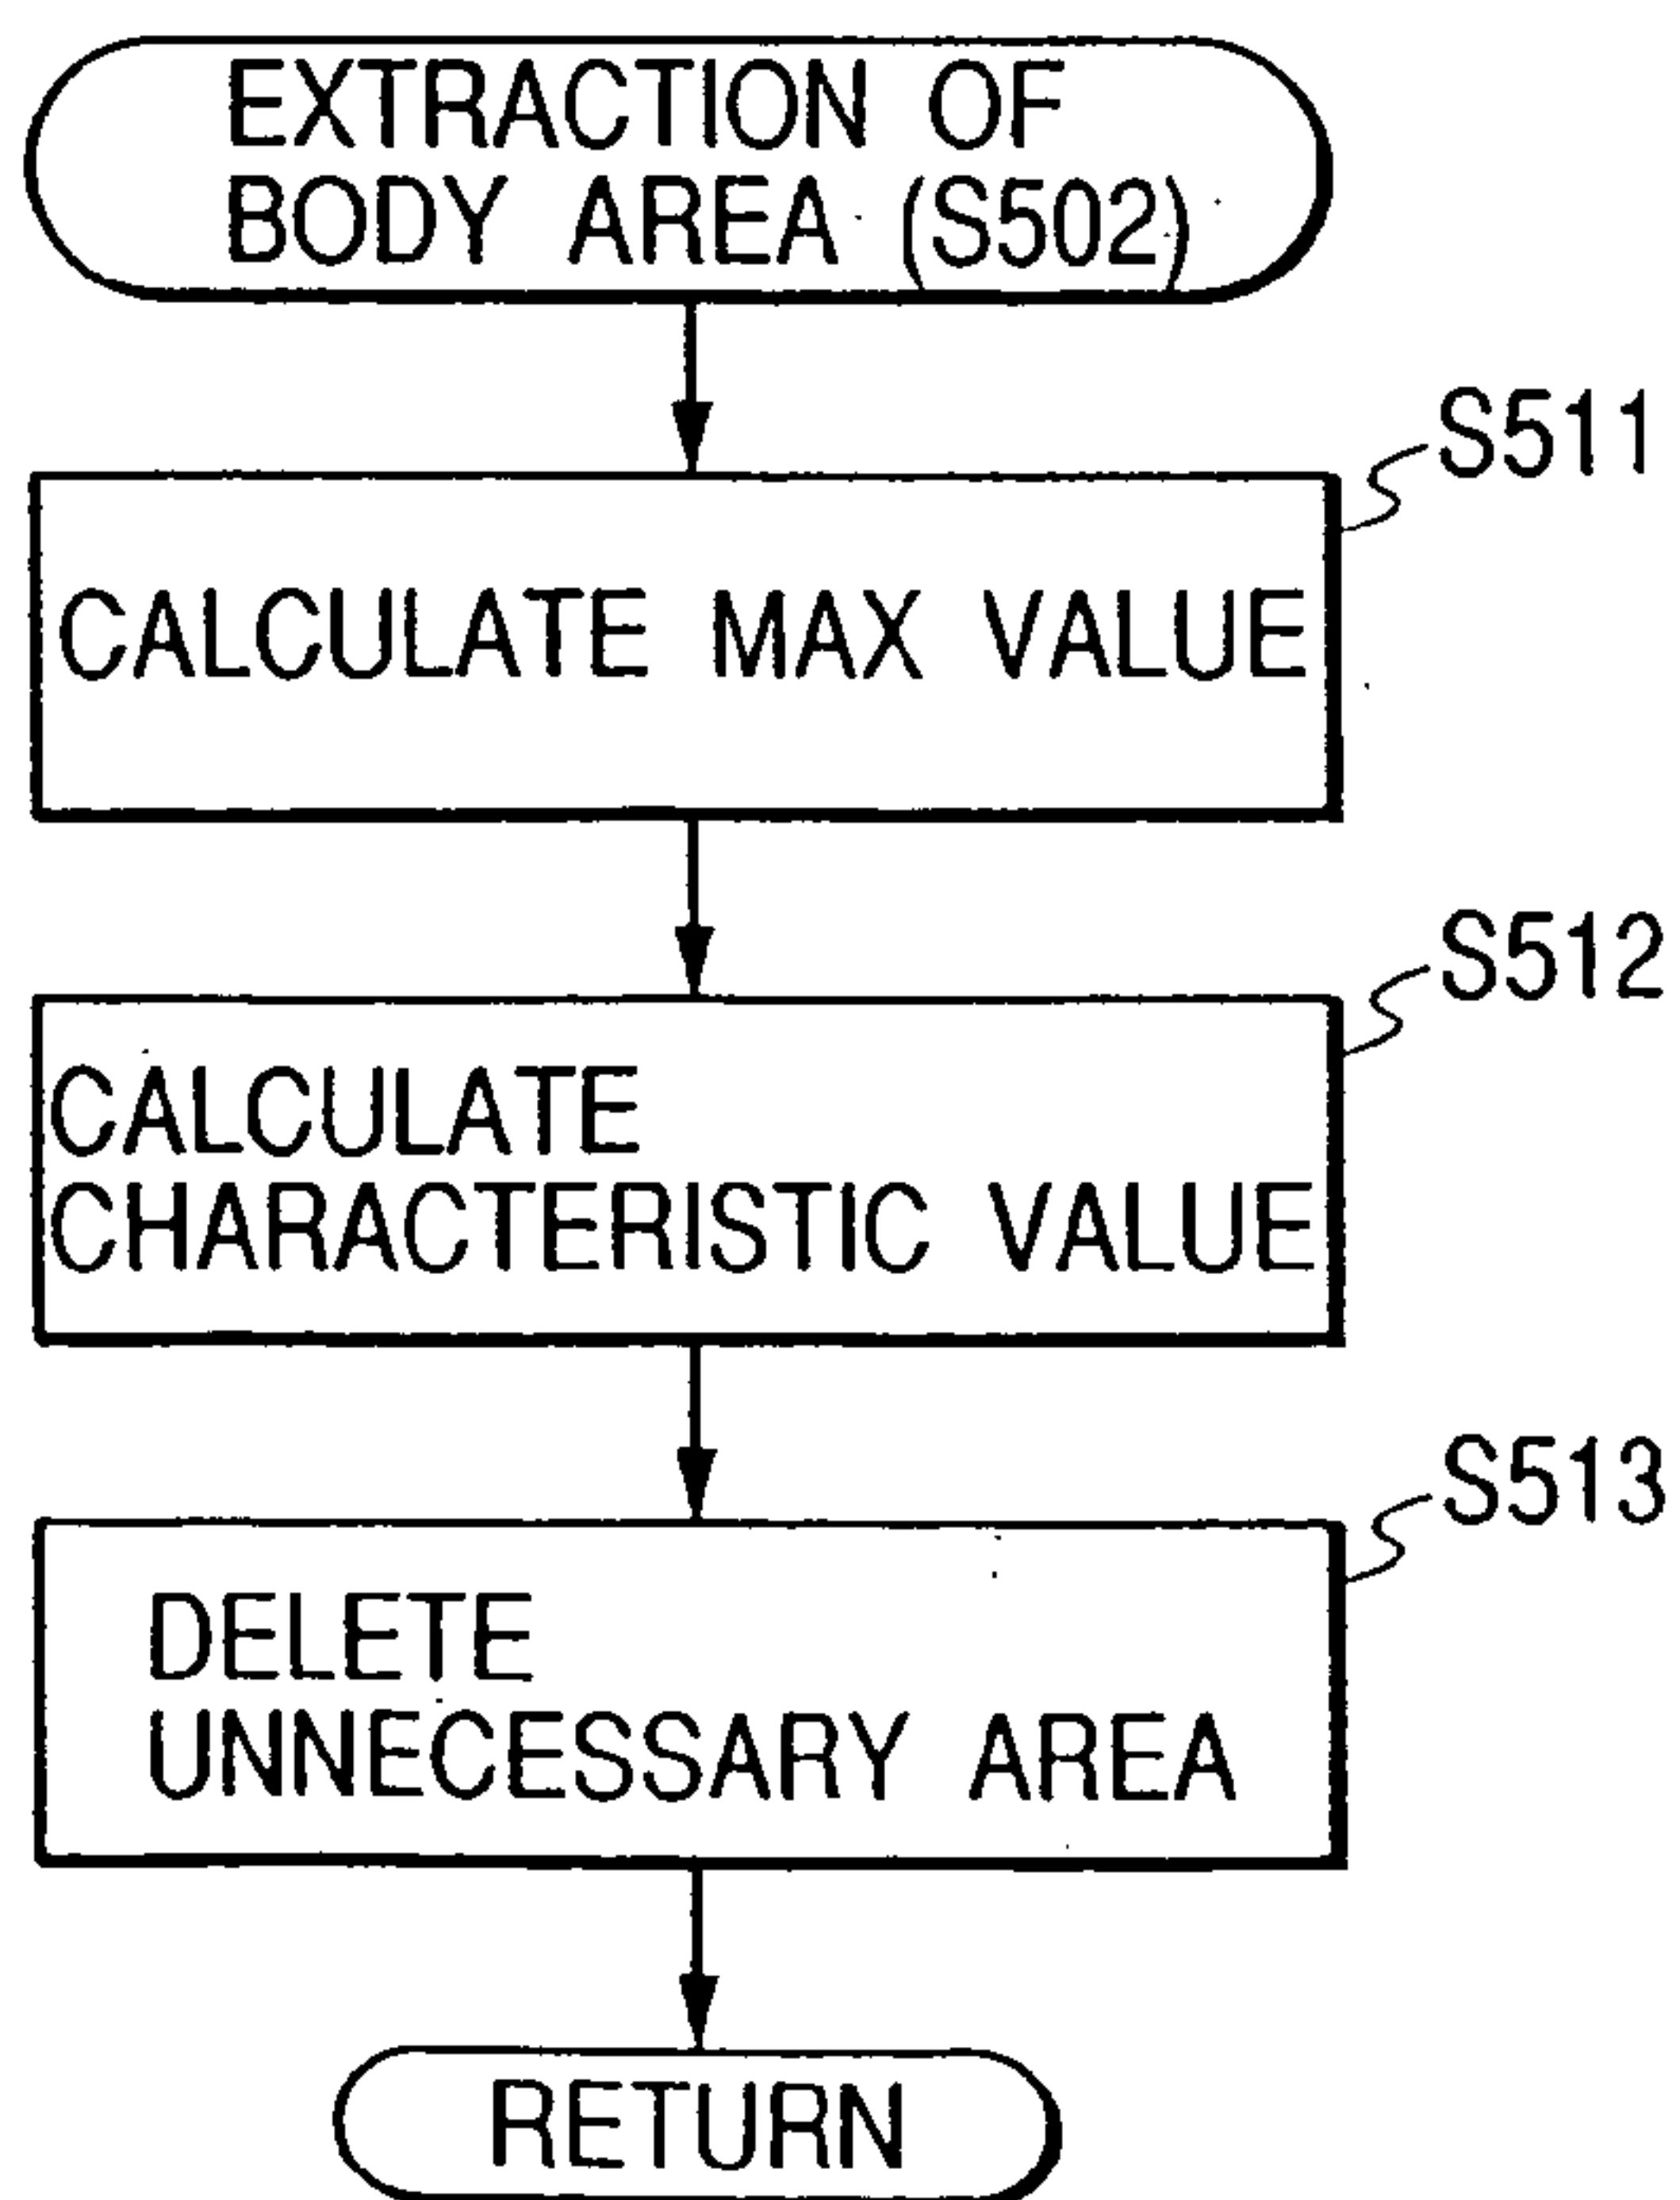 EXTRACTION OF
BODY AREA (S502)
S511
CALCULATE MAX VALUE
S512
CALCULATE
CHARACTERISTIC VALUE
S513
DELETE
UNNECESSARY AREA
RETURN